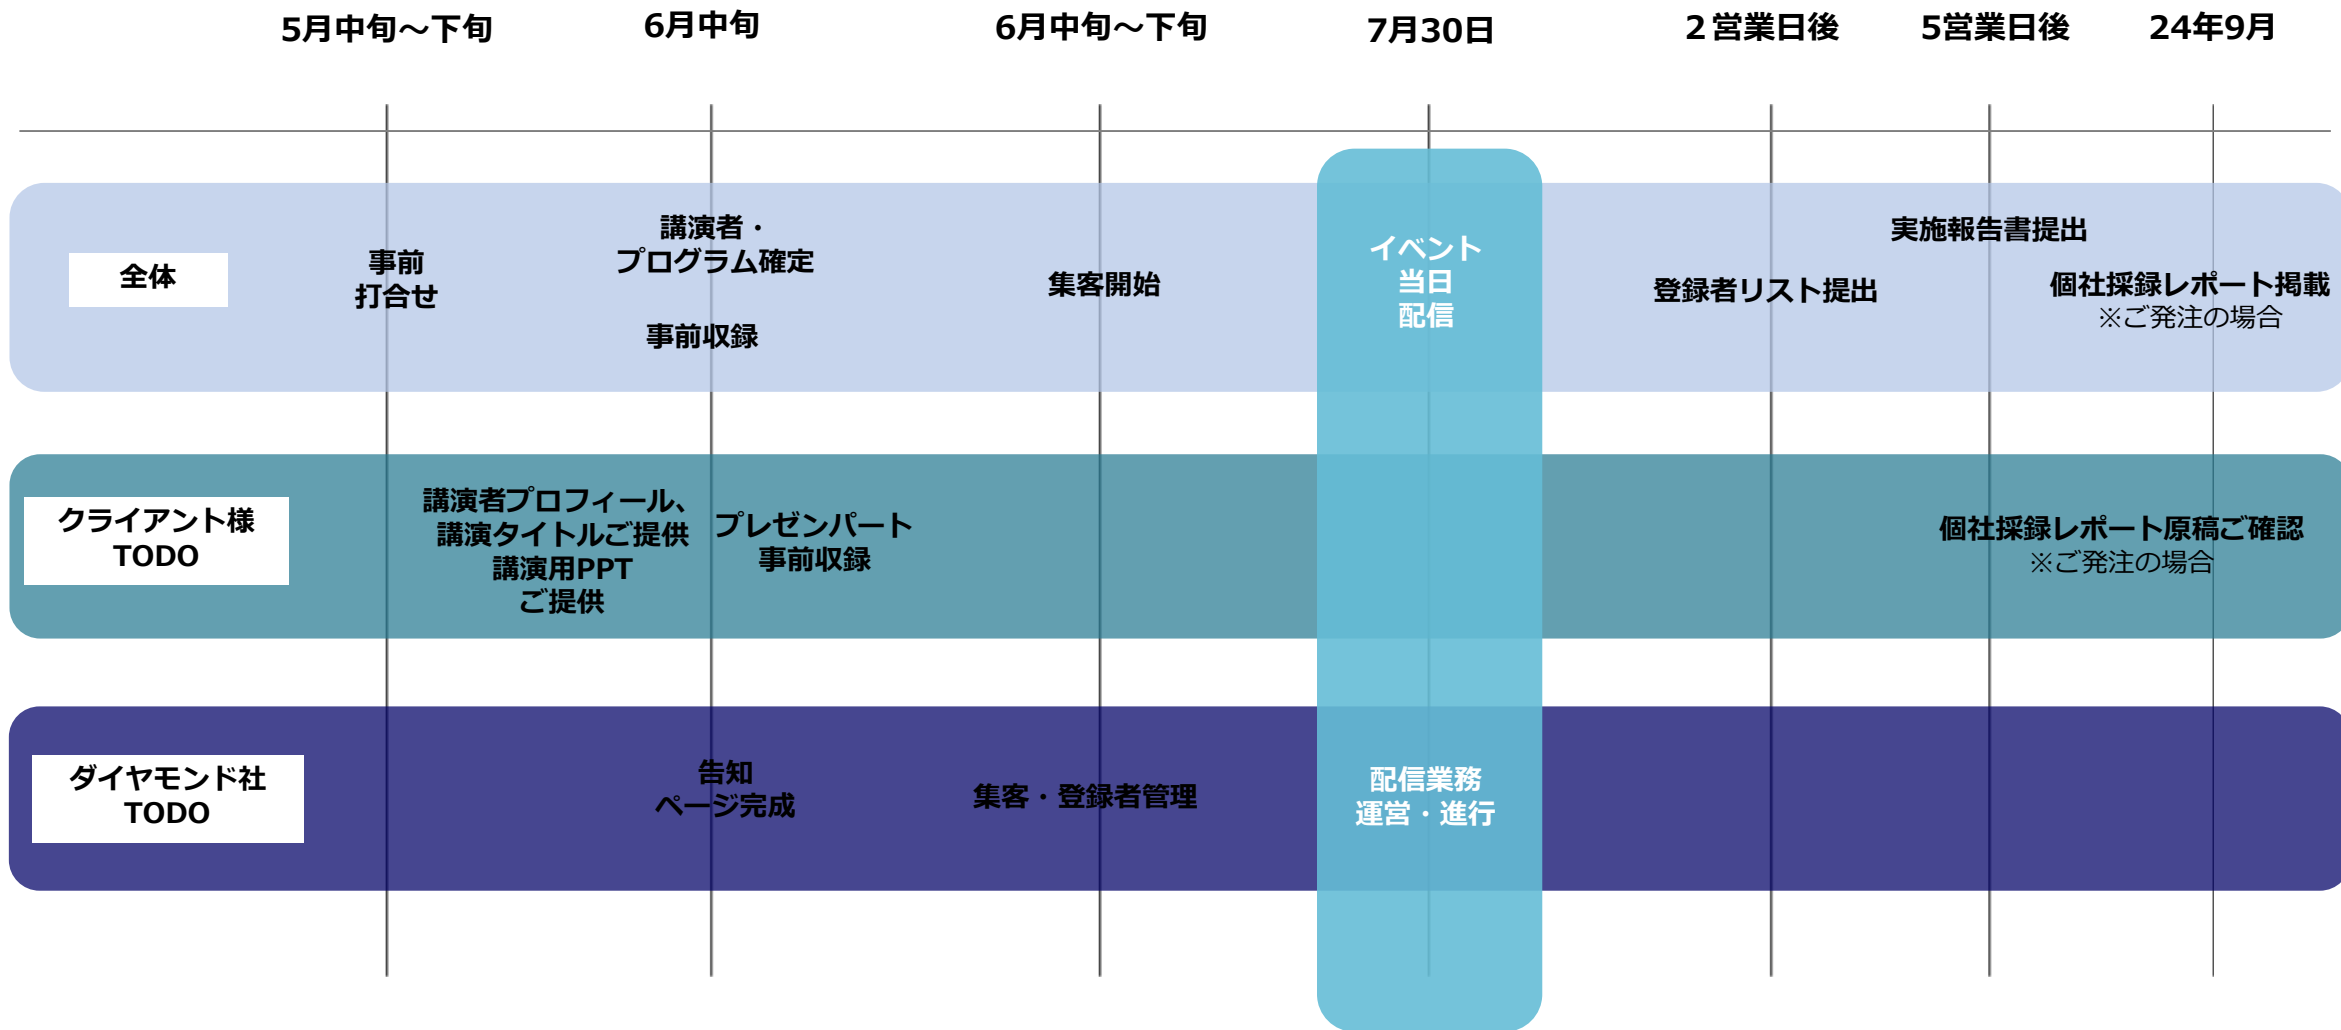 5月中旬～下旬
6月中旬
6月中旬～下旬
7月30日
２営業日後
5営業日後
24年9月
全体
事前
打合せ
講演者・
プログラム確定
事前収録
集客開始
イベント
当日
配信
登録者リスト提出
実施報告書提出
個社採録レポート掲載
※ご発注の場合
クライアント様
TODO
講演者プロフィール、
講演タイトルご提供
講演用PPT
ご提供
プレゼンパート
事前収録
個社採録レポート原稿ご確認
※ご発注の場合
ダイヤモンド社
TODO
告知
ページ完成
集客・登録者管理
配信業務
運営・進行